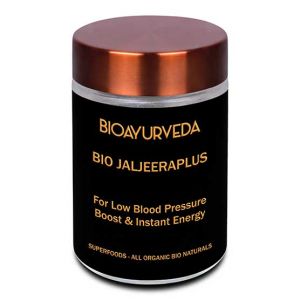 BIOAYURVEDA
BIO JALJEERAPLUS
For Low Blood Pressure
Boost & Instant Energy
SUPERFOODS - ALL ORGANIC BIO NATURALS